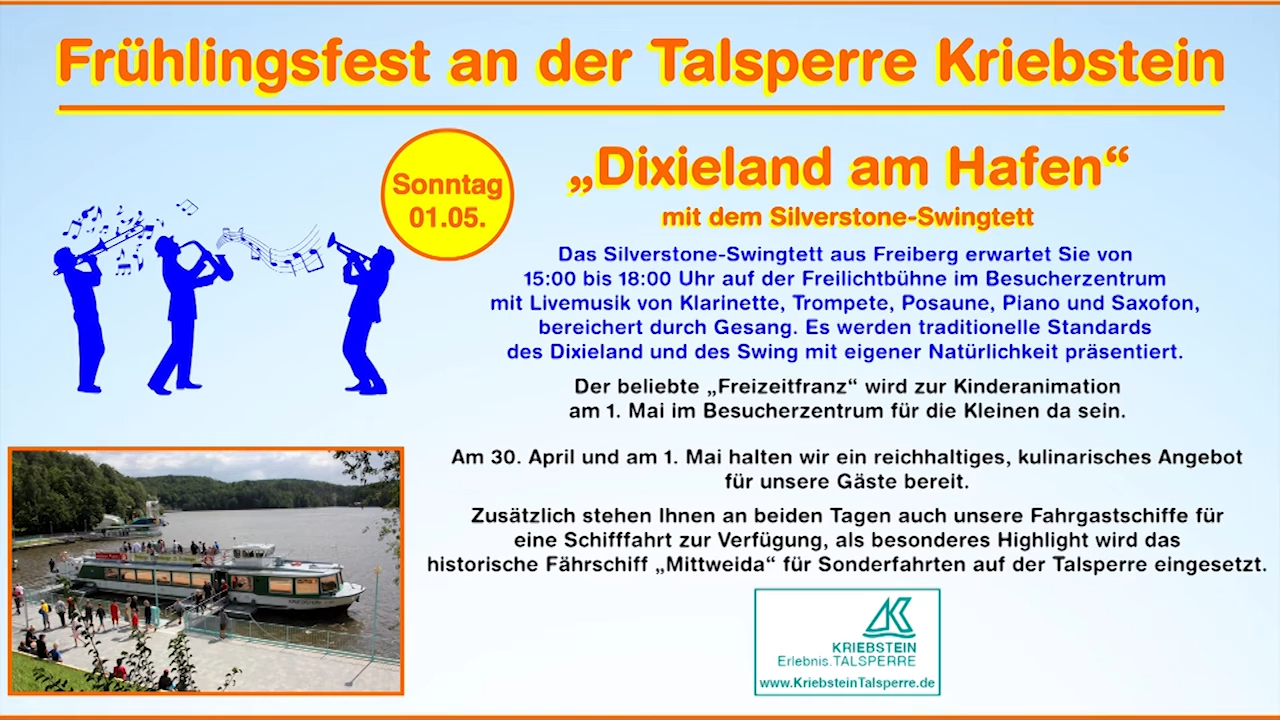 Frühlingsfest an der Talsperre Kriebstein
Sonntag
01.05.
„Dixieland am Hafen“
mit dem Silverstone-Swingtett
Das Silverstone-Swingtett aus Freiberg erwartet Sie von
15:00 bis 18:00 Uhr auf der Freilichtbühne im Besucherzentrum
mit Livemusik von Klarinette, Trompete, Posaune, Piano und Saxofon,
bereichert durch Gesang. Es werden traditionelle Standards
des Dixieland und des Swing mit eigener Natürlichkeit präsentiert.
Der beliebte „Freizeitfranz“ wird zur Kinderanimation
am 1. Mai im Besucherzentrum für die Kleinen da sein.
Am 30. April und am 1. Mai halten wir ein reichhaltiges, kulinarisches Angebot
für unsere Gäste bereit.
Zusätzlich stehen Ihnen an beiden Tagen auch unsere Fahrgastschiffe für
eine Schifffahrt zur Verfügung, als besonderes Highlight wird das
historische Fährschiff „Mittweida“ für Sonderfahrten auf der Talsperre eingesetzt.
KRIEBSTEIN
Erlebnis.TALSPERRE
www.KriebsteinTalsperre.de